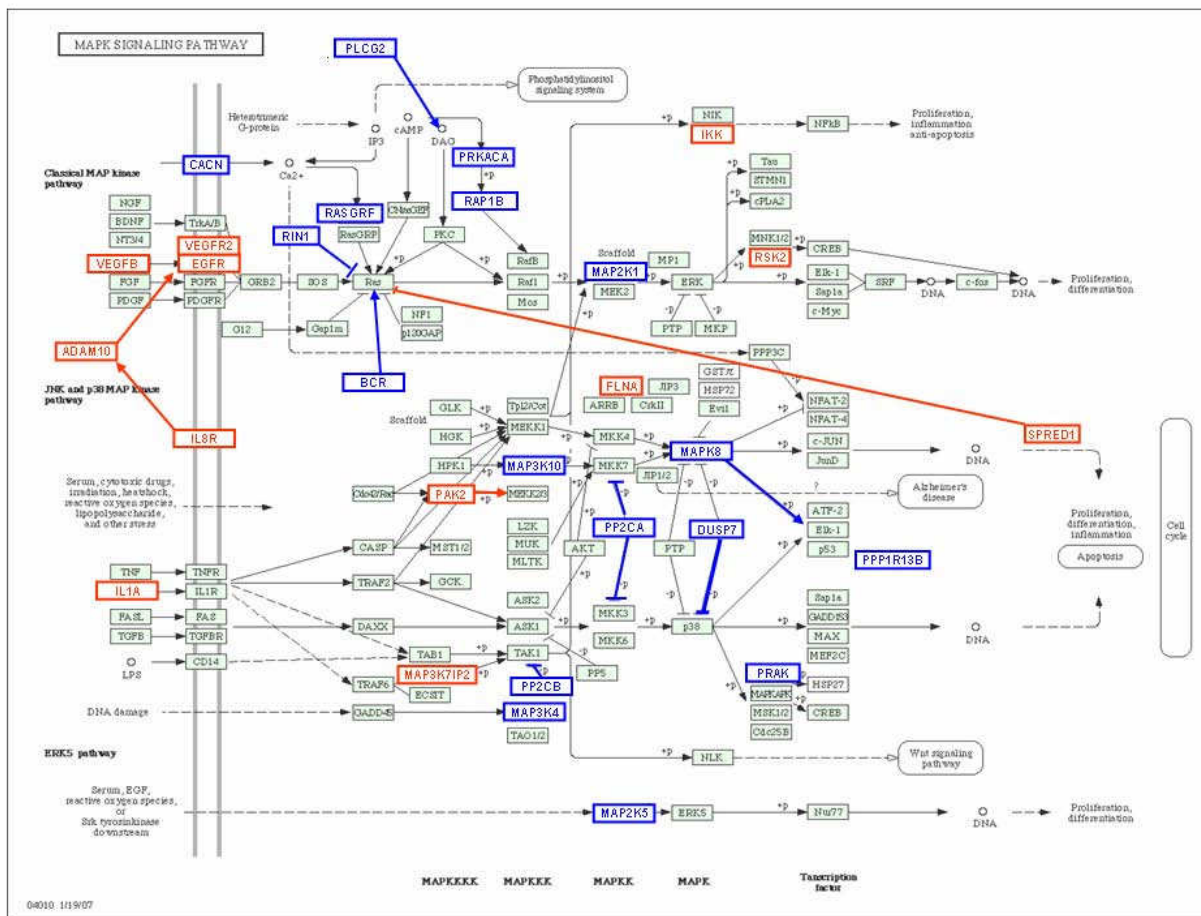 MAPK SIGNALING PATHWAY
PLCG2
Phosphatidylinositol
signaling system
Heterotrimeric
G-protein
IP3
cAMP
DAG
NIK
IKK
+p
NFkB
Proliferation,
inflammation
anti-apoptosis
CACN
Ca2+
PRKACA
+p
RAP1B
Classical MAP kinase
pathway
Tau
STMN1
cPLA2
+p
+p
NGF
BDNF
NT3/4
TrkA/B
RASGRF
CNasGEF
RasGRP
PKC
RIN1
VEGFR2
VEGFB
EGFR
FGF
FGFR
PDGF
PDGFR
GRB2
SOS
Ras
+p
+p
RafB
Raf1
Mos
Scaffold
MAP2K1
MEK2
+p
+p
MP1
ERK
+p
MNK1/2
RSK2
+p
CREB
Elk-1
Sap1a
c-Myc
SRF
DNA
c-fos
DNA
Proliferation,
differentiation
G12
Gap1m
NF1
p120GAP
PTP
MKP
ADAM10
BCR
PPP3C
JNK and p38 MAP kinase
pathway
FLNA
JIP3
ARRB
CrkII
GSTπ
HSP72
Evi1
NFAT-2
NFAT-4
c-JUN
JunD
IL8R
Scaffold
GLK
HGK
HPK1
Tpl2/Cot
MEKK1
MAP3K10
MKK4
MKK7
+p
+p
MAPK8
JIP1/2
+p
DNA
SPRED1
Cell
cycle
Serum, cytotoxic drugs,
irradiation, heatshock,
reactive oxygen species,
lipopolysaccharide,
and other stress
Cdc42/Rac
PAK2
MEKK2/3
?
Alzheimer's
disease
LZK
MUK
MLTK
PP2CA
DUSP7
ATF-2
Elk-1
p53
PPP1R13B
Proliferation,
differentiation,
inflammation
Apoptosis
CASP
MST1/2
AKT
PTP
TNF
TNFR
TRAF2
GCK
+p
-p
-p
IL1A
IL1R
ASK2
MKK3
MKK6
FASL
FAS
DAXX
ASK1
+p
+p
p38
+p
Sap1a
GADD153
MAX
MEF2C
DNA
TGFB
TGFBR
LPS
CD14
TAB1
TAK1
MAP3K7IP2
+p
PP5
PP2CB
-p
TRAF6
ECSIT
PRAK
+p
HSP27
MAPKAPK
MSK1/2
Cdc25B
CREB
DNA damage
GADD45
MAP3K4
TAO1/2
ERK5 pathway
+p
NLK
Wnt signaling
pathway
Serum, EGF,
reactive oxygen species,
or
Srk tyrosinkinase
downstream
MAP2K5
+p
ERK5
+p
Nur77
DNA
Proliferation,
differentiation
MAPKKKK
MAPKKK
MAPKK
MAPK
Tanscription
factor
04010 1/19/07